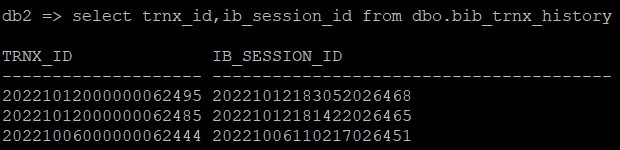 db2 => select trnx_id,ib_session_id from dbo.bib_trnx_history
TRNX_ID IB_SESSION_ID
-------------------- ----------------------------------------
20221012000000062495 20221012183052026468
20221012000000062485 20221012181422026465
20221006000000062444 20221006110217026451